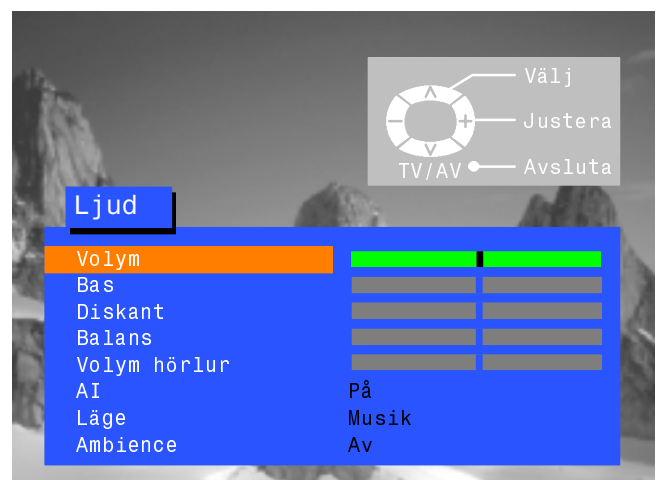 Välj
Justera
TV/AV Avsluta
Ljud
Volym
Bas
Diskant
Balans
Volym hörlur
AI På
Läge Musik
Ambience Av